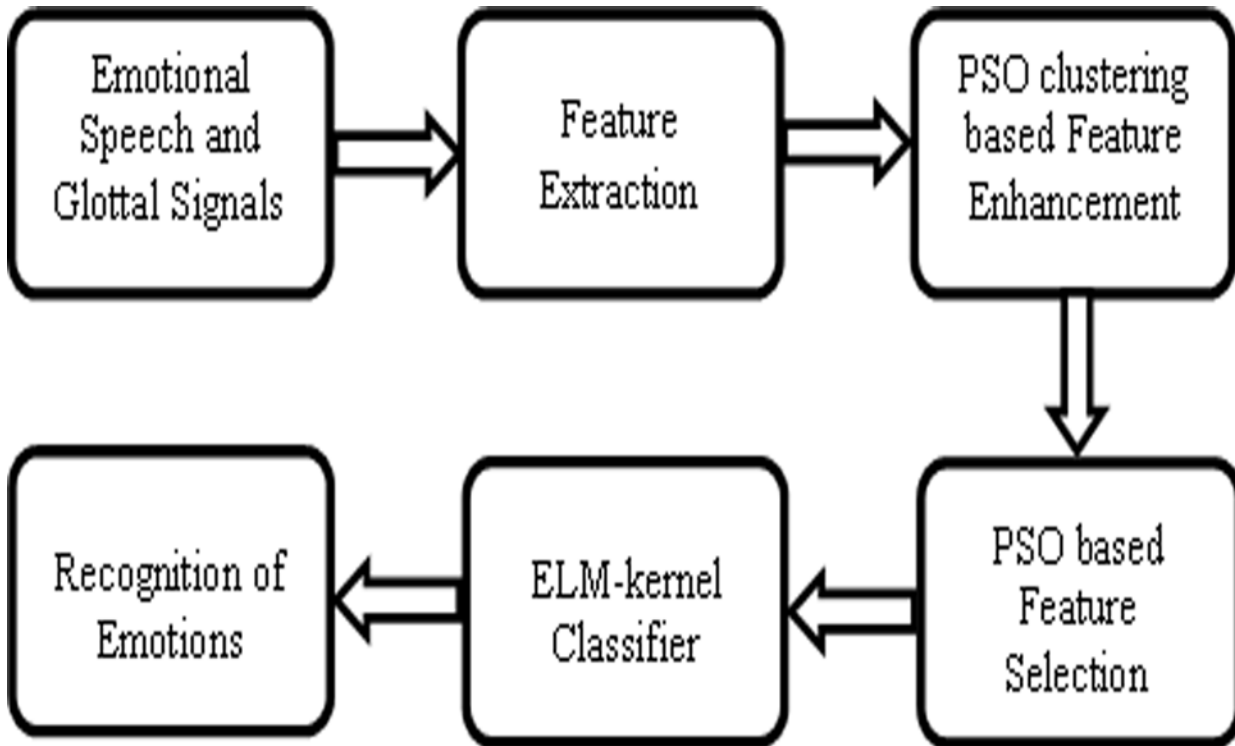 Emotional
Speech and
Glottal Signals
Feature
Extraction
PSO clustering
based Feature
Enhancement
PSO based
Feature
Selection
ELM-kernel
Classifier
Recognition of
Emotions